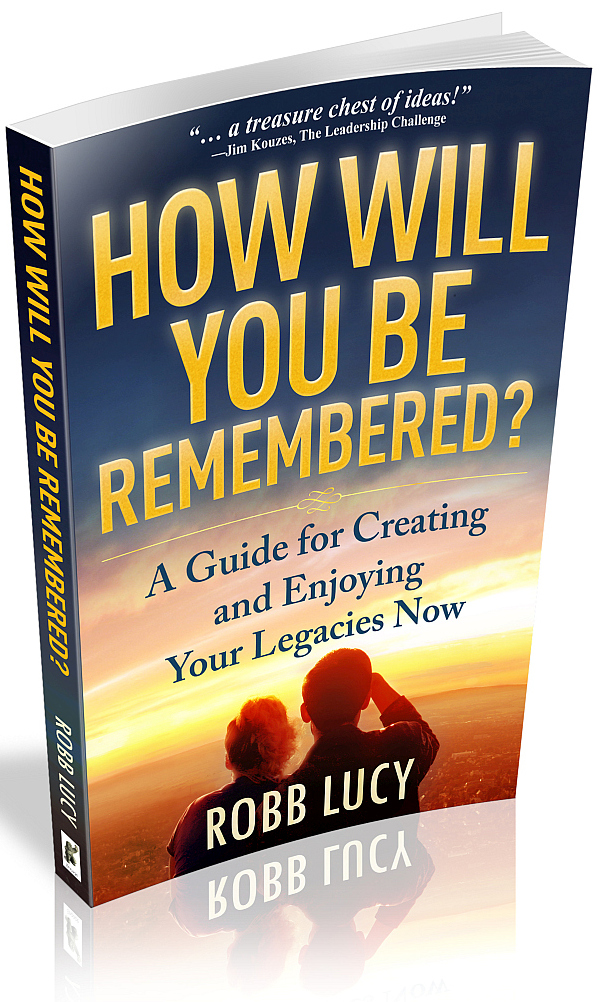 “… a treasure chest of ideas!”
—Jim Kouzes, The Leadership Challenge
HOW WILL
YOU BE
REMEMBERED?
A Guide for Creating
and Enjoying
Your Legacies Now
ROBB LUCY
HOW WILL YOU BE REMEMBERED?
ROBB LUCY